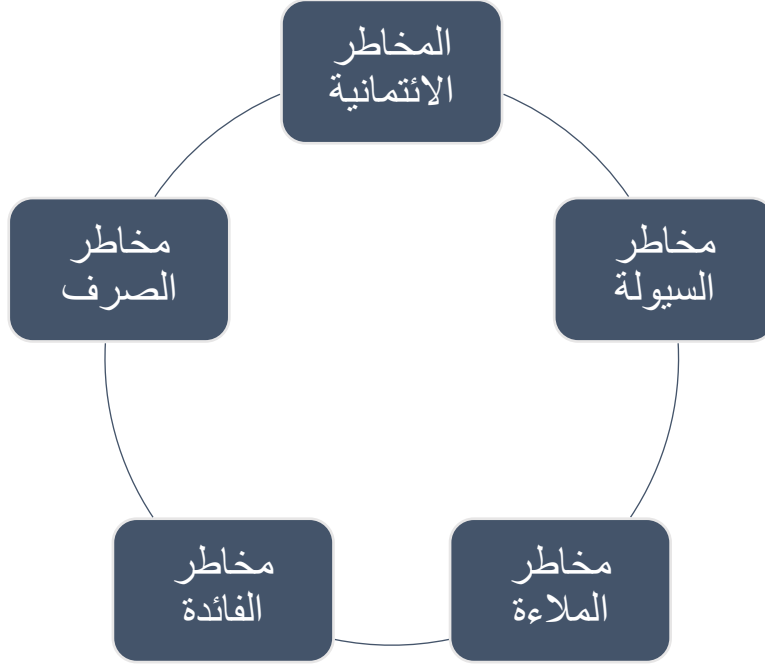 المخاطر
الائتمانية
مخاطر
السيولة
مخاطر
الملاءة
مخاطر
الفائدة
مخاطر
الصرف